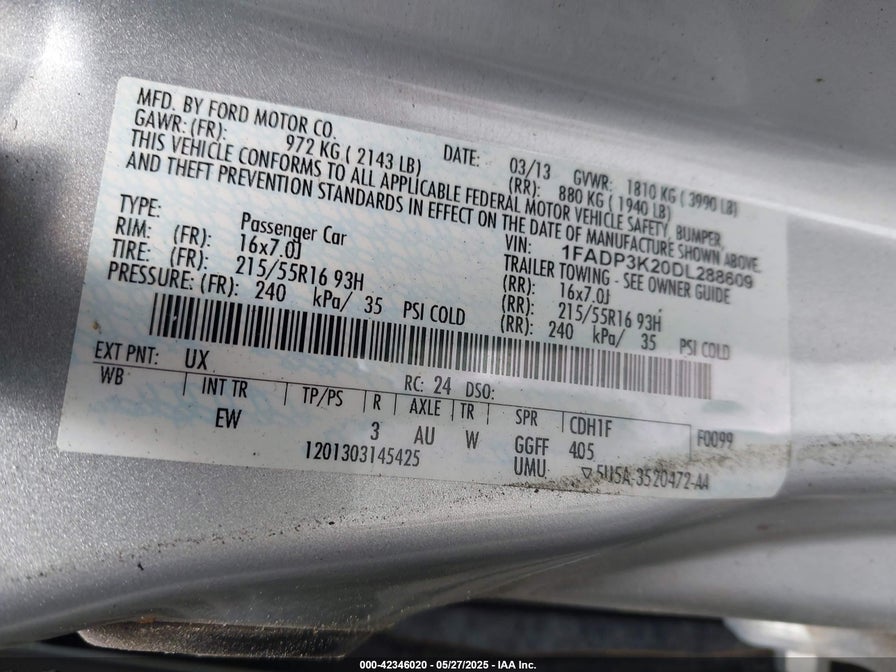 MFD. BY FORD MOTOR CO. DATE: 03/13 GVWR: 1810 KG ( 3990 LB)
GAWR: (FR): 972 KG ( 2143 LB) (RR): 880 KG ( 1940 LB)
THIS VEHICLE CONFORMS TO ALL APPLICABLE FEDERAL MOTOR VEHICLE SAFETY, BUMPER,
AND THEFT PREVENTION STANDARDS IN EFFECT ON THE DATE OF MANUFACTURE SHOWN ABOVE.
VIN: 1FADP3K20DL288609
TYPE: Passenger Car TRAILER TOWING - SEE OWNER GUIDE
RIM: (FR): 16x7.0J (RR): 16x7.0J
TIRE: (FR): 215/55R16 93H (RR): 215/55R16 93H
PRESSURE: (FR): 240 kPa/ 35 PSI COLD (RR): 240 kPa/ 35 PSI COLD
EXT PNT: UX RC: 24 DSO:
WB INT TR TP/PS R AXLE TR SPR CDH1F F0099
EW 3 AU W GGFF 405
1201303145425 UMU ▽5U5A-3520472-AA
000-42346020 - 05/27/2025 - IAA Inc.